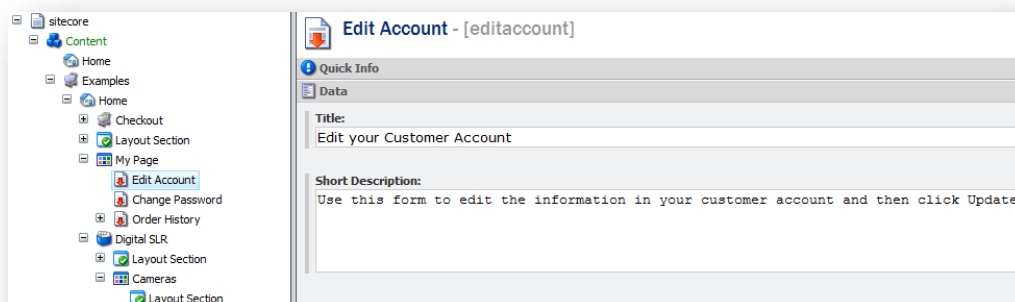 sitecore
Content
Home
Examples
Home
Checkout
Layout Section
My Page
Edit Account
Change Password
Order History
Digital SLR
Layout Section
Cameras
Layout Section
Edit Account - [editaccount]
Quick Info
Data
Title:
Edit your Customer Account
Short Description:
Use this form to edit the information in your customer account and then click Update